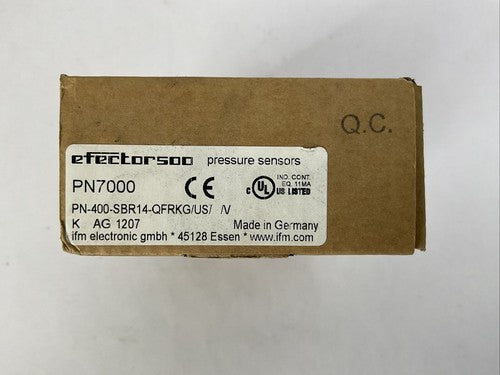 Q.C.
efector500 pressure sensors
PN7000 CE C UL US LISTED IND. CONT. EQ. 11MA
PN-400-SBR14-QFRKG/US/ /V
K AG 1207 Made in Germany
ifm electronic gmbh * 45128 Essen * www.ifm.com